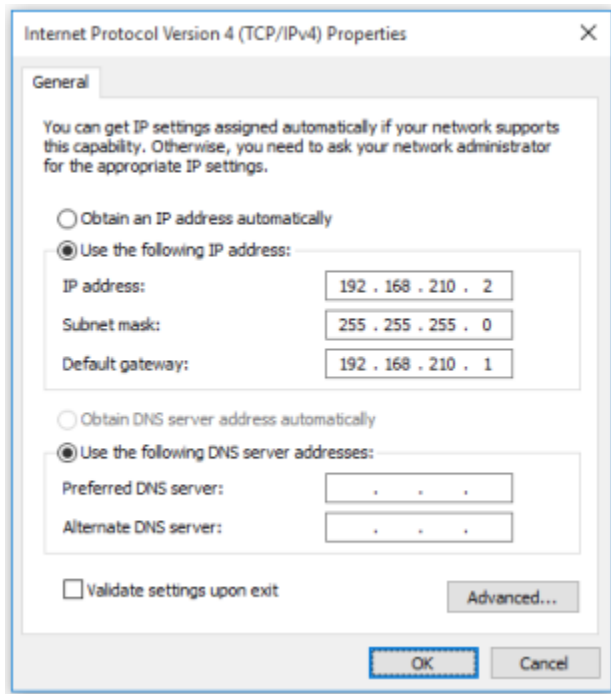 Internet Protocol Version 4 (TCP/IPv4) Properties
General
You can get IP settings assigned automatically if your network supports
this capability. Otherwise, you need to ask your network administrator
for the appropriate IP settings.
Obtain an IP address automatically
Use the following IP address:
IP address: 192 . 168 . 210 . 2
Subnet mask: 255 . 255 . 255 . 0
Default gateway: 192 . 168 . 210 . 1
Obtain DNS server address automatically
Use the following DNS server addresses:
Preferred DNS server: . . .
Alternate DNS server: . . .
Validate settings upon exit
Advanced...
OK Cancel